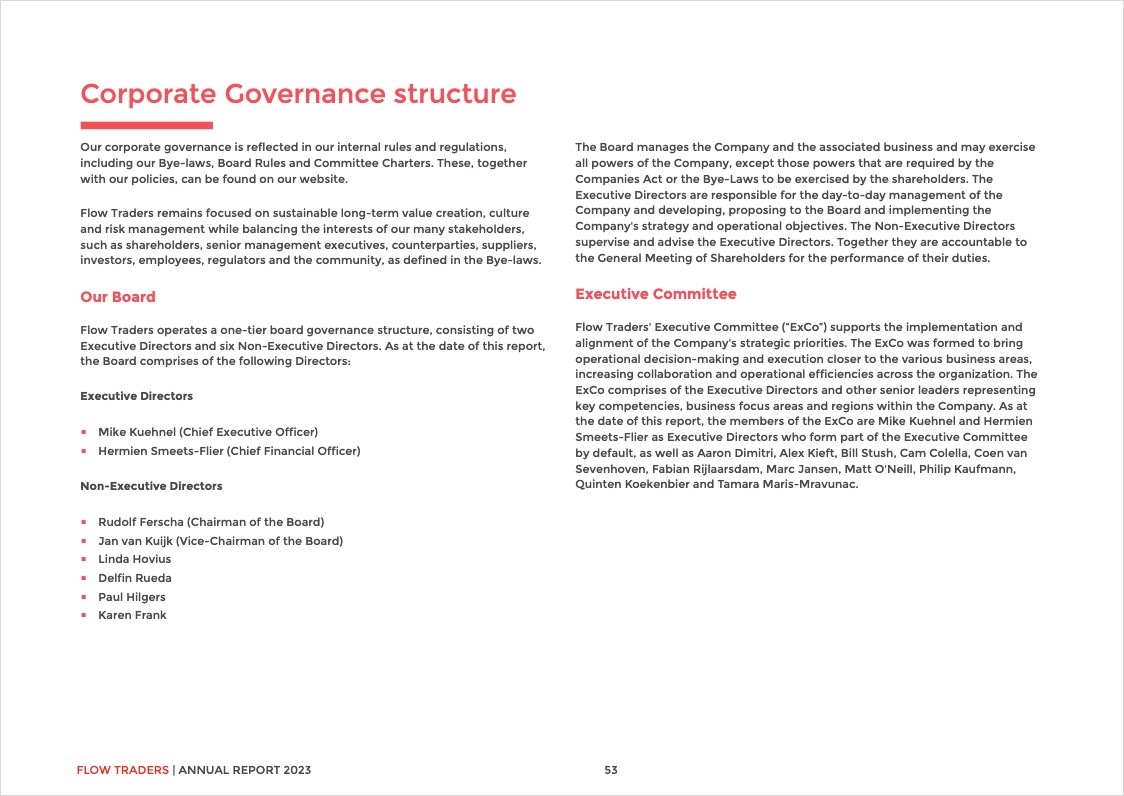 Corporate Governance structure
Our corporate governance is reflected in our internal rules and regulations,
including our Bye-laws, Board Rules and Committee Charters. These, together
with our policies, can be found on our website.
Flow Traders remains focused on sustainable long-term value creation, culture
and risk management while balancing the interests of our many stakeholders,
such as shareholders, senior management executives, counterparties, suppliers,
investors, employees, regulators and the community, as defined in the Bye-laws.
Our Board
Flow Traders operates a one-tier board governance structure, consisting of two
Executive Directors and six Non-Executive Directors. As at the date of this report,
the Board comprises of the following Directors:
Executive Directors
▪ Mike Kuehnel (Chief Executive Officer)
▪ Hermien Smeets-Flier (Chief Financial Officer)
Non-Executive Directors
▪ Rudolf Ferscha (Chairman of the Board)
▪ Jan van Kuijk (Vice-Chairman of the Board)
▪ Linda Hovius
▪ Delfin Rueda
▪ Paul Hilgers
▪ Karen Frank
The Board manages the Company and the associated business and may exercise
all powers of the Company, except those powers that are required by the
Companies Act or the Bye-Laws to be exercised by the shareholders. The
Executive Directors are responsible for the day-to-day management of the
Company and developing, proposing to the Board and implementing the
Company's strategy and operational objectives. The Non-Executive Directors
supervise and advise the Executive Directors. Together they are accountable to
the General Meeting of Shareholders for the performance of their duties.
Executive Committee
Flow Traders' Executive Committee ("ExCo") supports the implementation and
alignment of the Company's strategic priorities. The ExCo was formed to bring
operational decision-making and execution closer to the various business areas,
increasing collaboration and operational efficiencies across the organization. The
ExCo comprises of the Executive Directors and other senior leaders representing
key competencies, business focus areas and regions within the Company. As at
the date of this report, the members of the ExCo are Mike Kuehnel and Hermien
Smeets-Flier as Executive Directors who form part of the Executive Committee
by default, as well as Aaron Dimitri, Alex Kieft, Bill Stush, Cam Colella, Coen van
Sevenhoven, Fabian Rijlaarsdam, Marc Jansen, Matt O'Neill, Philip Kaufmann,
Quinten Koekenbier and Tamara Maris-Mravunac.
FLOW TRADERS | ANNUAL REPORT 2023
53